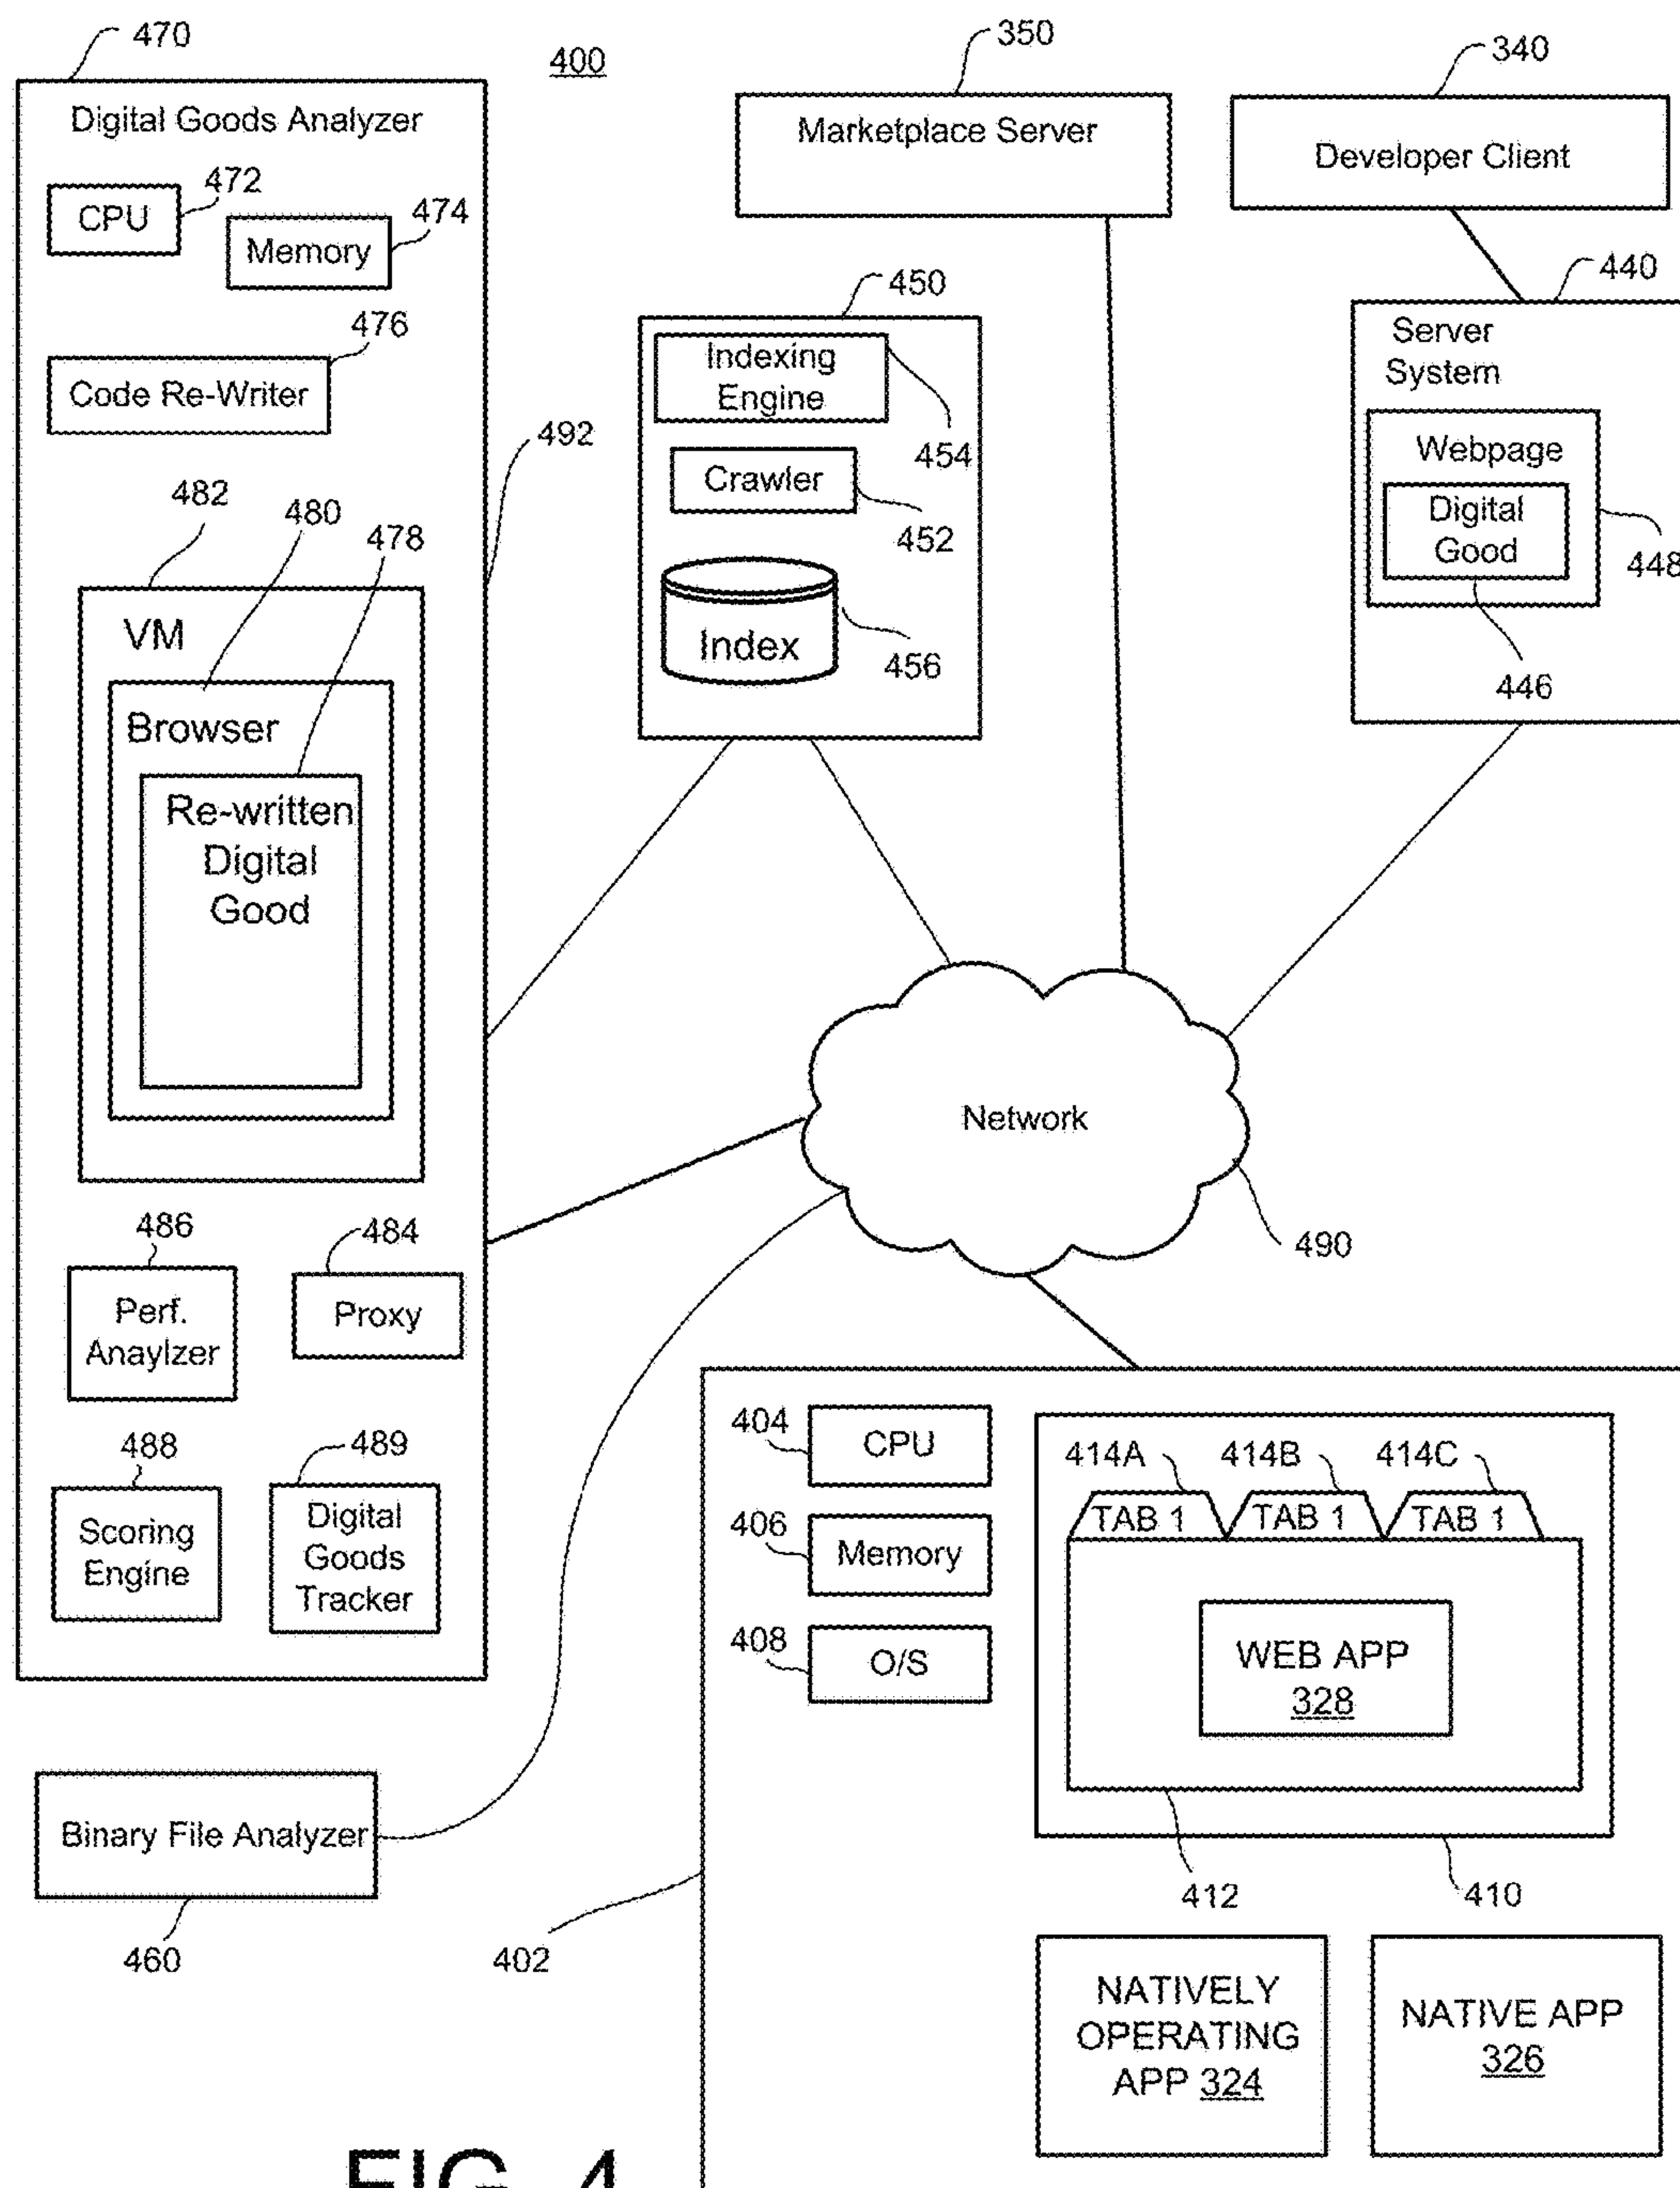 470
400
350
340
Digital Goods Analyzer
Marketplace Server
Developer Client
472
CPU
474
Memory
476
Code Re-Writer
492
482
480
478
VM
Browser
Re-written
Digital
Good
486
Perf.
Anaylzer
484
Proxy
488
Scoring
Engine
489
Digital
Goods
Tracker
450
Indexing
Engine
454
Crawler
452
Index
456
440
Server
System
Webpage
Digital
Good
448
446
Network
490
404
CPU
406
Memory
408
O/S
414A
414B
414C
TAB 1
TAB 1
TAB 1
WEB APP
328
412
410
Binary File Analyzer
460
402
NATIVELY
OPERATING
APP 324
NATIVE APP
326
FIG. 4